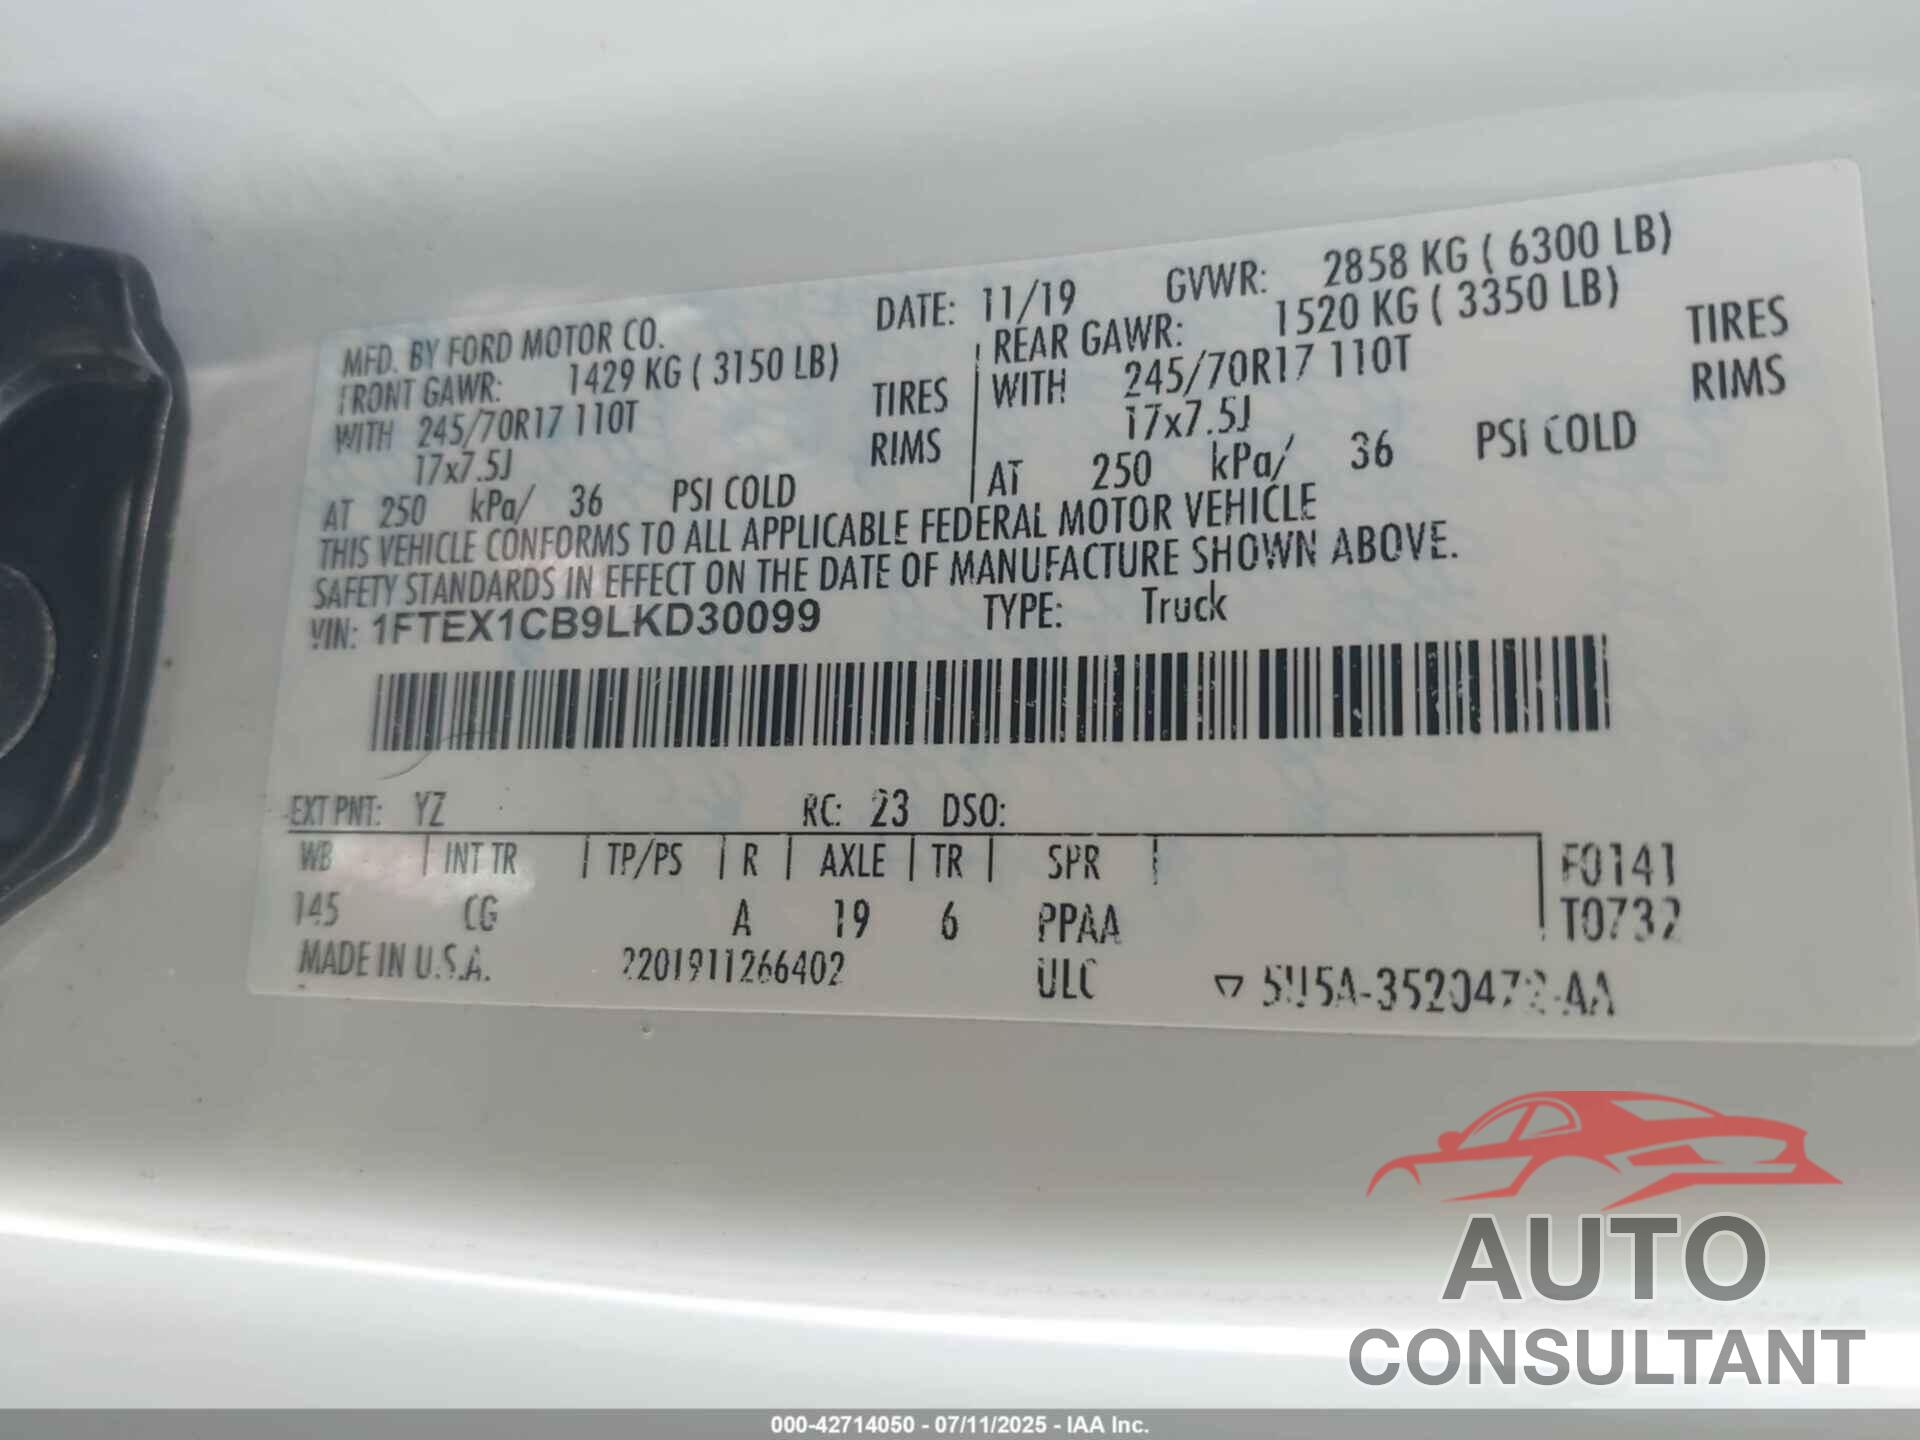 MFD. BY FORD MOTOR CO. DATE: 11/19 GVWR: 2858 KG ( 6300 LB)
FRONT GAWR: 1429 KG ( 3150 LB) REAR GAWR: 1520 KG ( 3350 LB)
WITH 245/70R17 110T TIRES WITH 245/70R17 110T TIRES
17x7.5J RIMS 17x7.5J RIMS
AT 250 kPa/ 36 PSI COLD AT 250 kPa/ 36 PSI COLD
THIS VEHICLE CONFORMS TO ALL APPLICABLE FEDERAL MOTOR VEHICLE
SAFETY STANDARDS IN EFFECT ON THE DATE OF MANUFACTURE SHOWN ABOVE.
VIN: 1FTEX1CB9LKD30099 TYPE: Truck
EXT PNT: YZ RC: 23 DSO:
WB INT TR TP/PS R AXLE TR SPR F0141
145 CG A 19 6 PPAA T0732
MADE IN U.S.A. 2201911266402 ULC ▽ 5U5A-3520472-AA
AUTO
CONSULTANT
000-42714050 - 07/11/2025 - IAA Inc.